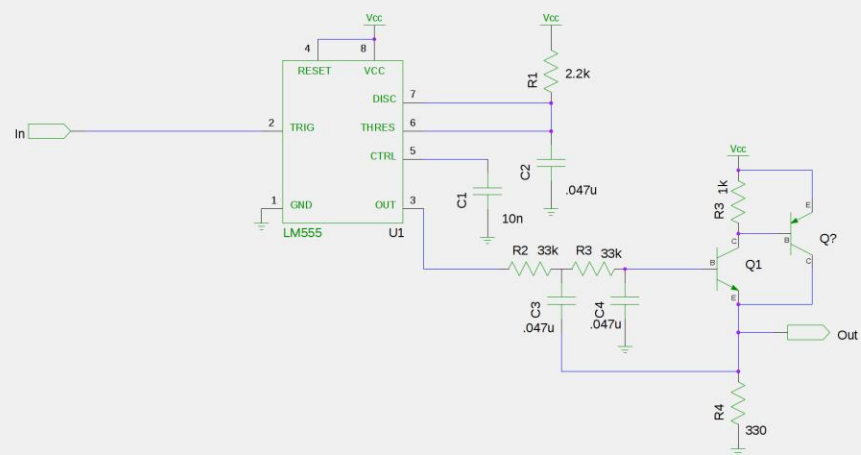 Vcc Vcc
4 8
RESET VCC
R1 2.2k
DISC 7
In 2 TRIG THRES 6
CTRL 5
C2 .047u
C1 10n
1 GND OUT 3
LM555 U1
Vcc
R3 1k
E
B Q?
C
C
B Q1
E
R2 33k R3 33k
C3 .047u
C4 .047u
Out
R4 330